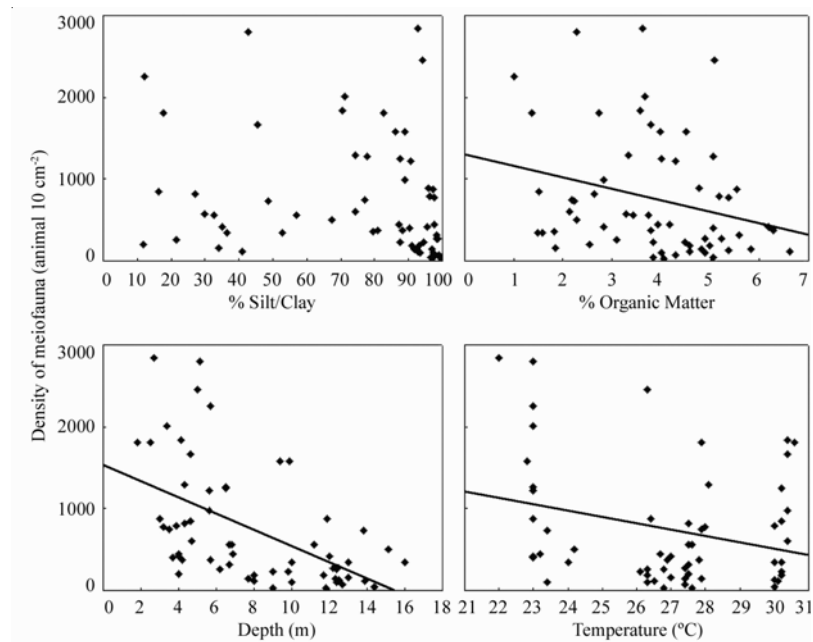 Density of meiofauna (animal 10 cm-2)
3000
2000
1000
0
0 10 20 30 40 50 60 70 80 90 100
% Silt/Clay
0 1 2 3 4 5 6 7
% Organic Matter
3000
2000
1000
0
0 2 4 6 8 10 12 14 16 18
Depth (m)
21 22 23 24 25 26 27 28 29 30 31
Temperature (ºC)